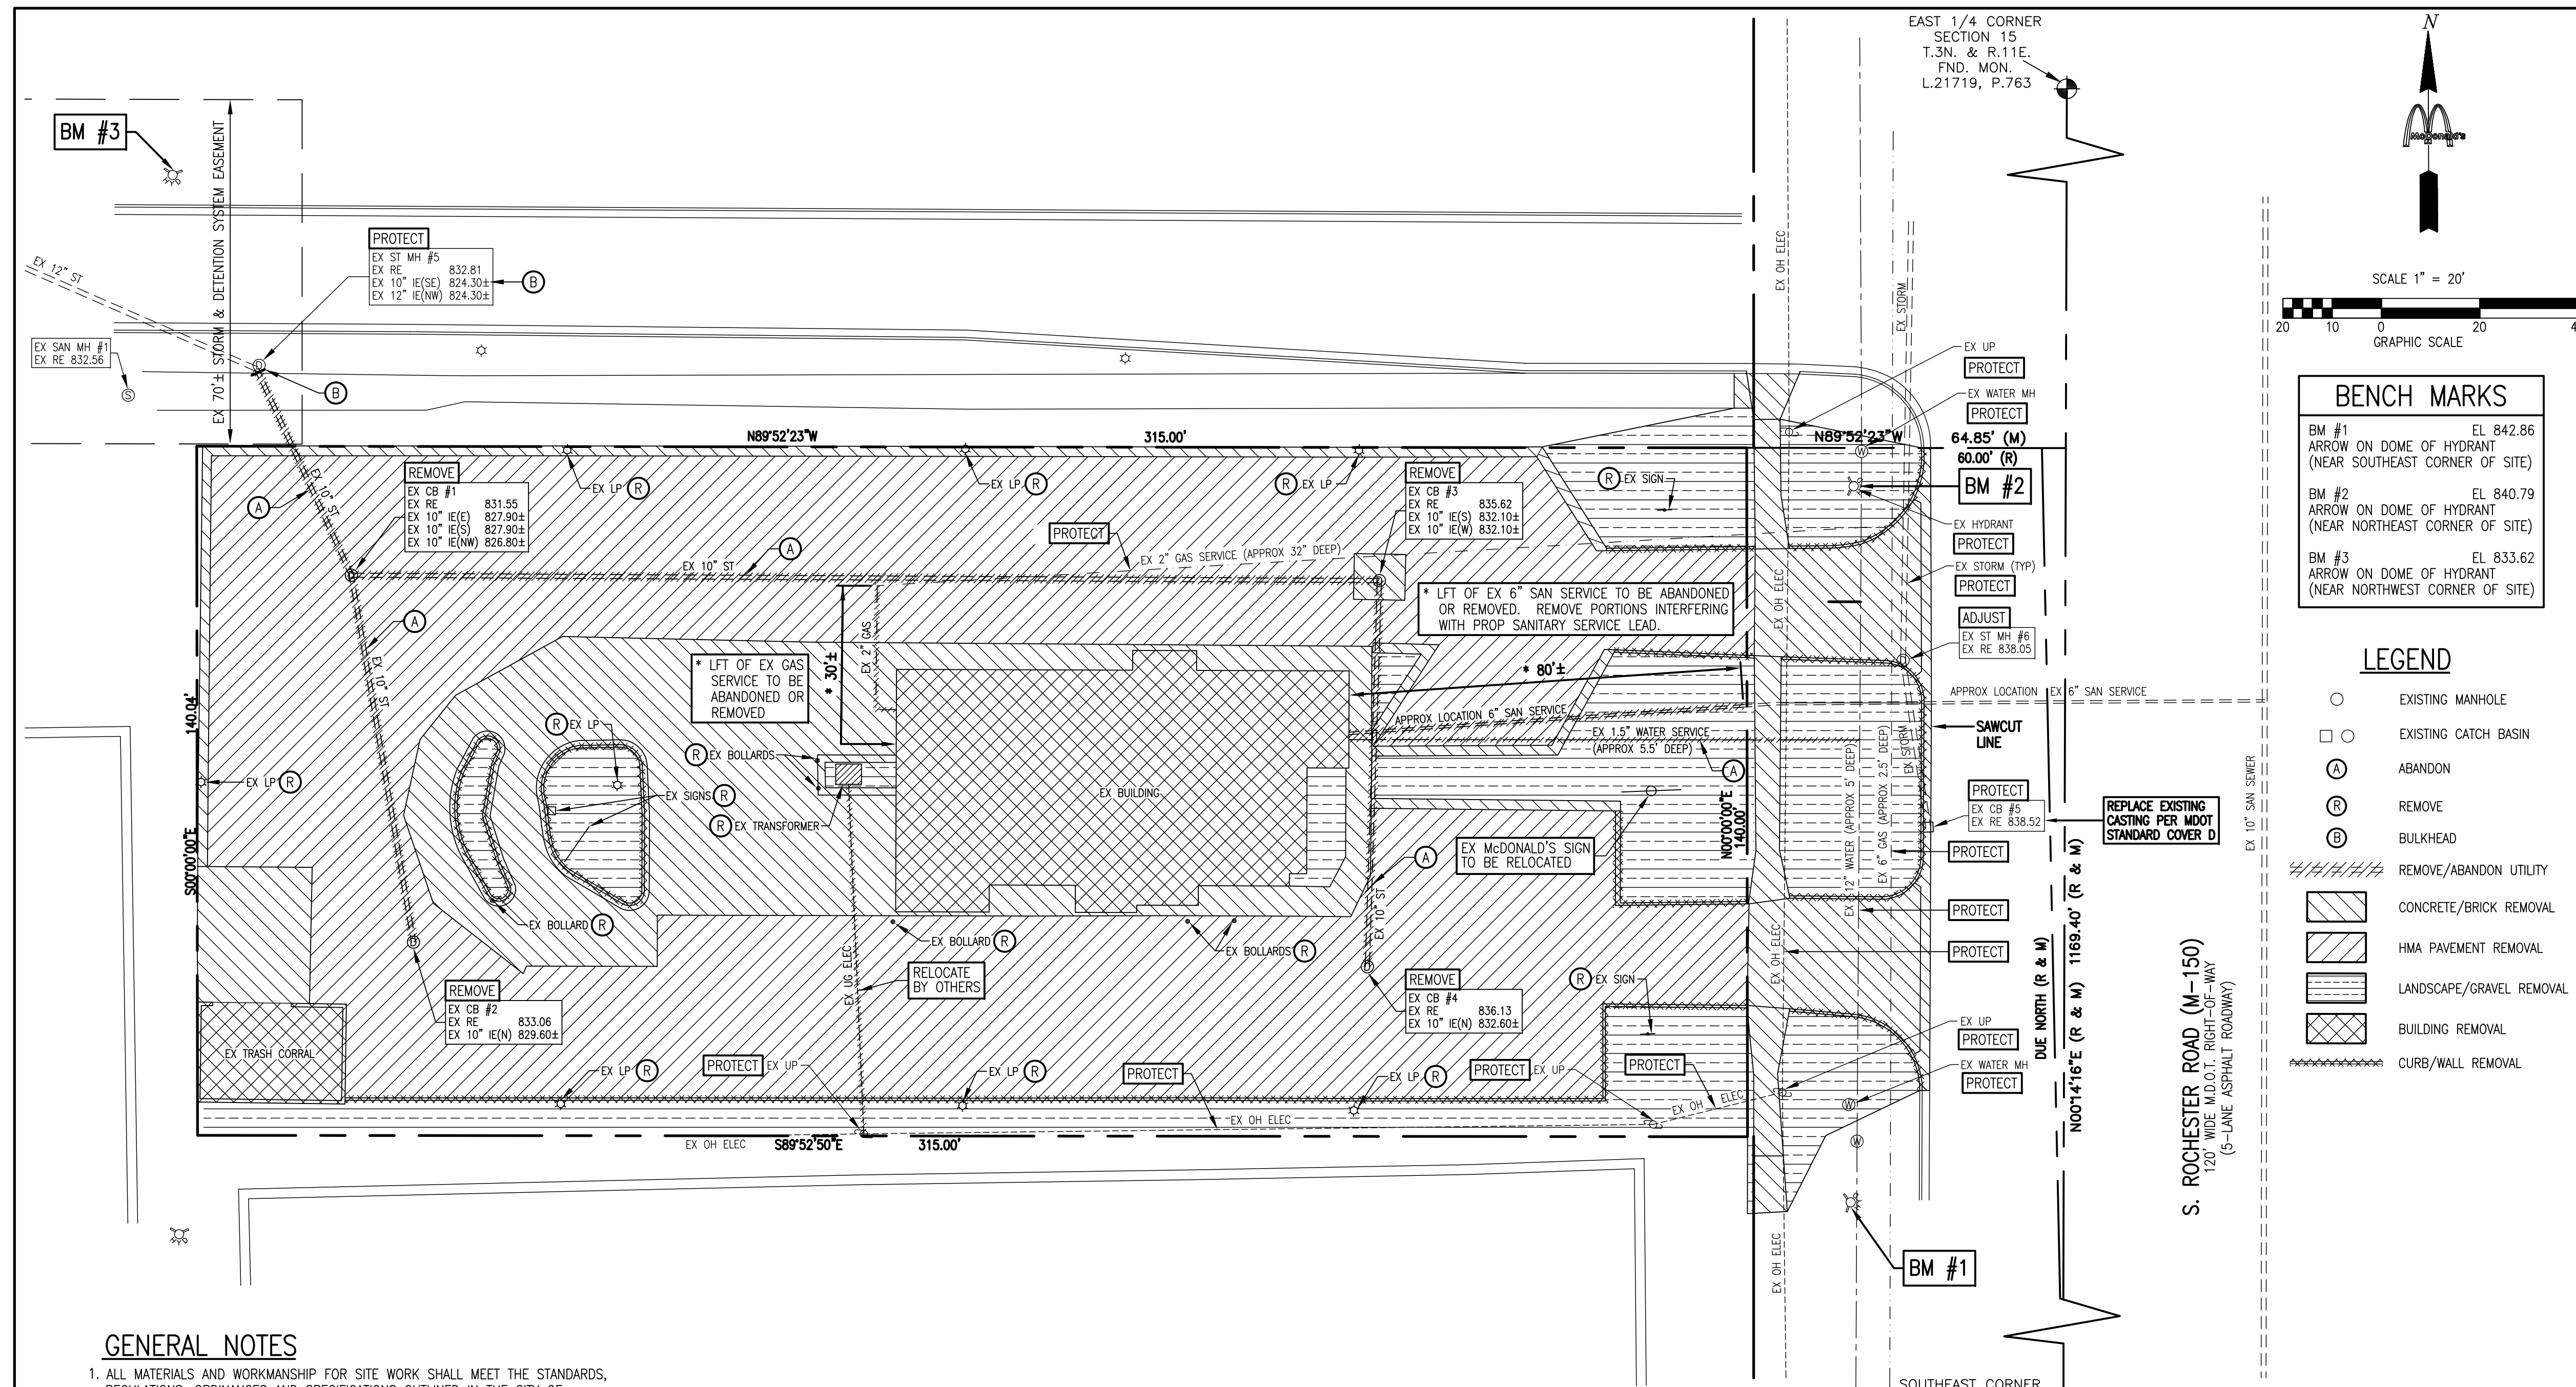 EAST 1/4 CORNER
SECTION 15
T.3N. & R.11E.
FND. MON.
L.21719, P.763
N
McDonald's
SCALE 1" = 20'
20 10 0 20
GRAPHIC SCALE
BENCH MARKS
BM #1 EL 842.86
ARROW ON DOME OF HYDRANT
(NEAR SOUTHEAST CORNER OF SITE)
BM #2 EL 840.79
ARROW ON DOME OF HYDRANT
(NEAR NORTHEAST CORNER OF SITE)
BM #3 EL 833.62
ARROW ON DOME OF HYDRANT
(NEAR NORTHWEST CORNER OF SITE)
LEGEND
EXISTING MANHOLE
EXISTING CATCH BASIN
A ABANDON
R REMOVE
B BULKHEAD
REMOVE/ABANDON UTILITY
CONCRETE/BRICK REMOVAL
HMA PAVEMENT REMOVAL
LANDSCAPE/GRAVEL REMOVAL
BUILDING REMOVAL
CURB/WALL REMOVAL
BM #3
EX 70'± STORM & DETENTION SYSTEM EASEMENT
EX 12" ST
PROTECT
EX ST MH #5
EX RE 832.81
EX 10" IE(SE) 824.30±
EX 12" IE(NW) 824.30±
B
EX SAN MH #1
EX RE 832.56
S
D
B
N89°52'23"W
315.00'
N89°52'23"W
64.85' (M)
60.00' (R)
BM #2
EX OH ELEC
EX STORM
EX UP
PROTECT
EX WATER MH
PROTECT
W
EX HYDRANT
PROTECT
EX STORM (TYP)
PROTECT
ADJUST
EX ST MH #6
EX RE 838.05
EX 10" ST
A
REMOVE
EX CB #1
EX RE 831.55
EX 10" IE(E) 827.90±
EX 10" IE(S) 827.90±
EX 10" IE(NW) 826.80±
EX LP R
EX LP R
R EX LP
REMOVE
EX CB #3
EX RE 835.62
EX 10" IE(S) 832.10±
EX 10" IE(W) 832.10±
R EX SIGN
PROTECT
A
EX 10" ST
EX 2" GAS SERVICE (APPROX 32" DEEP)
* LFT OF EX 6" SAN SERVICE TO BE ABANDONED
OR REMOVED. REMOVE PORTIONS INTERFERING
WITH PROP SANITARY SERVICE LEAD.
A
EX 10" ST
* LFT OF EX GAS
SERVICE TO BE
ABANDONED OR
REMOVED
* 30'±
EX 2" GAS
* 80'±
EX OH ELEC
APPROX LOCATION EX 6" SAN SERVICE
APPROX LOCATION 6" SAN SERVICE
EX 1.5" WATER SERVICE
(APPROX 5.5' DEEP)
A
SAWCUT
LINE
140.04'
S00°00'00"E
EX LP R
R EX LP
R EX BOLLARDS
EX SIGNS R
R EX TRANSFORMER
EX BUILDING
N00°00'00"E
140.00'
EX 12" WATER (APPROX 5' DEEP)
EX 6" GAS (APPROX 2.5' DEEP)
EX STORM
PROTECT
EX CB #5
EX RE 838.52
REPLACE EXISTING
CASTING PER MDOT
STANDARD COVER D
PROTECT
PROTECT
PROTECT
EX 10" SAN SEWER
EX McDONALD'S SIGN
TO BE RELOCATED
A
EX 10" ST
EX BOLLARD R
EX BOLLARD R
EX BOLLARDS R
EX UG ELEC
RELOCATE
BY OTHERS
D
D
REMOVE
EX CB #2
EX RE 833.06
EX 10" IE(N) 829.60±
REMOVE
EX CB #4
EX RE 836.13
EX 10" IE(N) 832.60±
R EX SIGN
EX OH ELEC
EX TRASH CORRAL
EX LP R
PROTECT EX UP
EX LP R
PROTECT
EX LP R
PROTECT EX UP
PROTECT
EX OH ELEC
EX UP
PROTECT
EX WATER MH
PROTECT
W
W
EX OH ELEC
EX OH ELEC
S89°52'50"E
315.00'
DUE NORTH (R & M)
N00°14'16"E (R & M) 1169.40' (R & M)
S. ROCHESTER ROAD (M-150)
120' WIDE M.D.O.T. RIGHT-OF-WAY
(5-LANE ASPHALT ROADWAY)
BM #1
EX OH ELEC
GENERAL NOTES
1. ALL MATERIALS AND WORKMANSHIP FOR SITE WORK SHALL MEET THE STANDARDS,
REGULATIONS, ORDINANCES AND SPECIFICATIONS OUTLINED IN THE CITY OF
SOUTHEAST CORNER